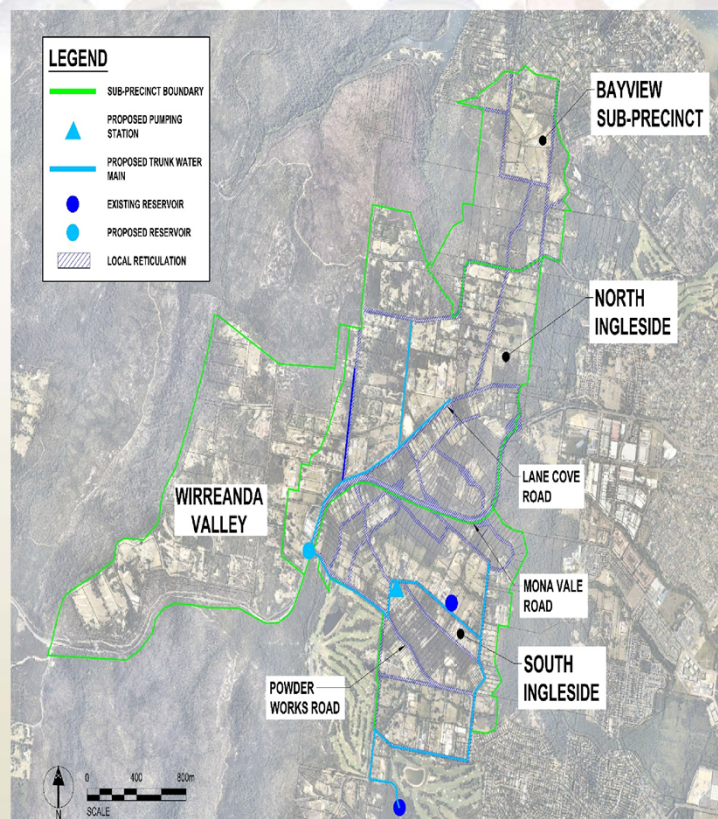 LEGEND
SUB-PRECINCT BOUNDARY
PROPOSED PUMPING
STATION
PROPOSED TRUNK WATER
MAIN
EXISTING RESERVOIR
PROPOSED RESERVOIR
LOCAL RETICULATION
BAYVIEW
SUB-PRECINCT
NORTH
INGLESIDE
LANE COVE
ROAD
WIRREANDA
VALLEY
MONA VALE
ROAD
SOUTH
INGLESIDE
POWDER
WORKS ROAD
0 400 800m
SCALE
N